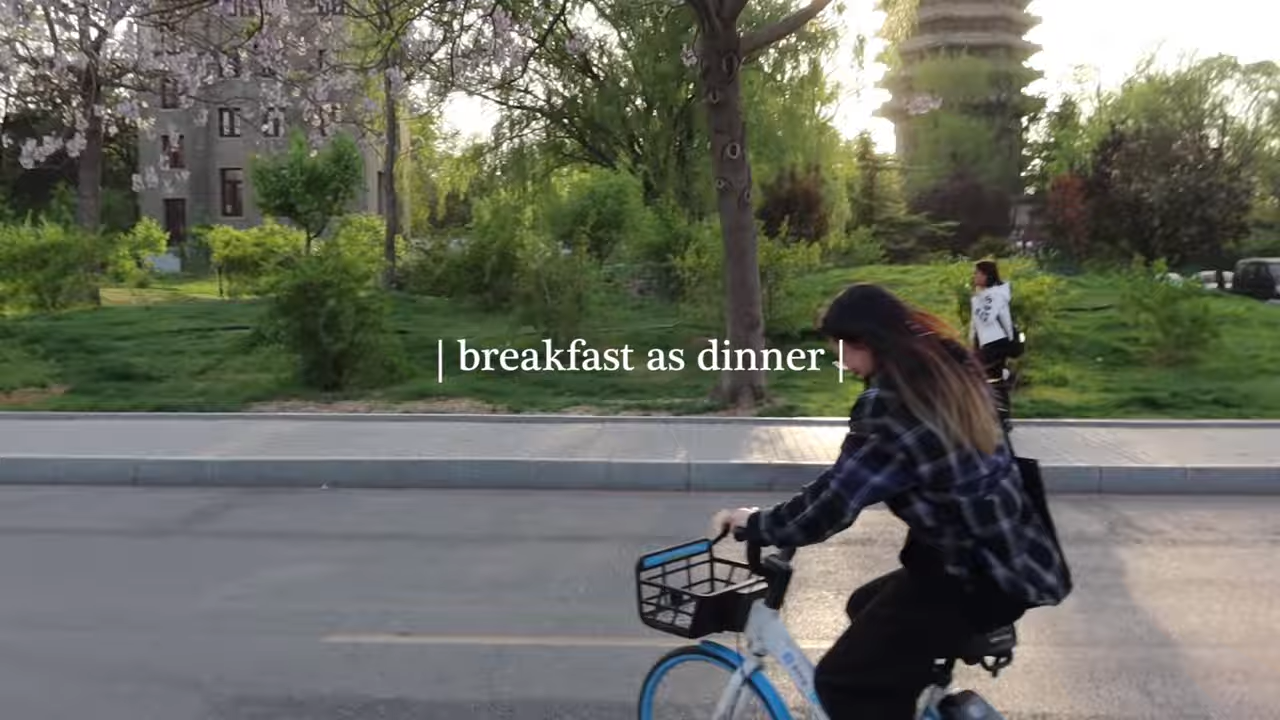 | breakfast as dinner |